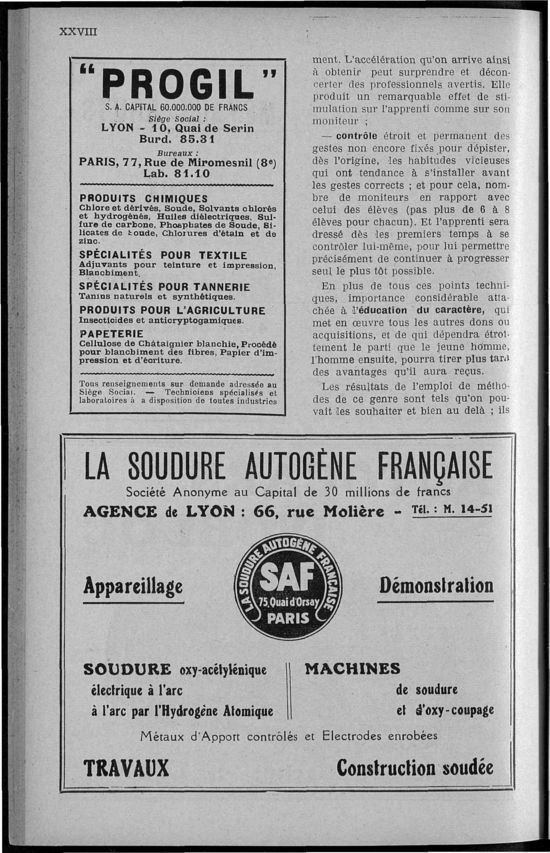 XXVIII
“ PROGIL ”
S. A. CAPITAL 60.000.000 DE FRANCS
Siége Social :
LYON - 10, Quai de Serin
Burd. 85.31
Bureaux :
PARIS, 77, Rue de Miromesnil (8e)
Lab. 81.10
PRODUITS CHIMIQUES
Chlore et dérivés, Soude, Solvants chlorés
et hydrogénés, Huiles diélectriques, Sul-
fure de carbone, Phosphates de Soude, Si-
licates de Soude, Chlorures d'étain et de
zinc.
SPÉCIALITÉS POUR TEXTILE
Adjuvants pour teinture et impression,
Blanchiment.
SPÉCIALITÉS POUR TANNERIE
Tanins naturels et synthétiques.
PRODUITS POUR L'AGRICULTURE
Insecticides et anticryptogamiques.
PAPETERIE
Cellulose de Châtaignier blanchie, Procédé
pour blanchiment des fibres, Papier d'im-
pression et d'écriture.
Tous renseignements sur demande adressée au
Siège Social. — Techniciens spécialisés et
laboratoires à a disposition de toutes industries
ment. L'accélération qu'on arrive ainsi
à obtenir peut surprendre et décon-
certer des professionnels avertis. Elle
produit un remarquable effet de sti-
mulation sur l'apprenti comme sur son
moniteur ;
— contrôle étroit et permanent des
gestes non encore fixés pour dépister,
dès l'origine, les habitudes vicieuses
qui ont tendance à s'installer avant
les gestes corrects ; et pour cela, nom-
bre de moniteurs en rapport avec
celui des élèves (pas plus de 6 à 8
élèves pour chacun). Et l'apprenti sera
dressé dès les premiers temps à se
contrôler lui-même, pour lui permettre
précisément de continuer à progresser
seul le plus tôt possible.
En plus de tous ces points techni-
ques, importance considérable atta-
chée à l'éducation du caractère, qui
met en œuvre tous les autres dons ou
acquisitions, et de qui dépendra étroi-
tement le parti que le jeune homme,
l'homme ensuite, pourra tirer plus tard
des avantages qu'il aura reçus.
Les résultats de l'emploi de métho-
des de ce genre sont tels qu'on pou-
vait les souhaiter et bien au delà ; ils
LA SOUDURE AUTOGÈNE FRANÇAISE
Société Anonyme au Capital de 30 millions de francs
AGENCE de LYON : 66, rue Molière - Tél. : M. 14-51
Appareillage
LA SOUDURE AUTOGÈNE FRANÇAISE
SAF
75, Quai d'Orsay
PARIS
Démonstration
SOUDURE oxy-acétylénique
électrique à l'arc
à l'arc par l'Hydrogéne Atomique
MACHINES
de soudure
et d'oxy-coupage
Métaux d'Apport contrôlés et Electrodes enrobées
TRAVAUX
Construction soudée